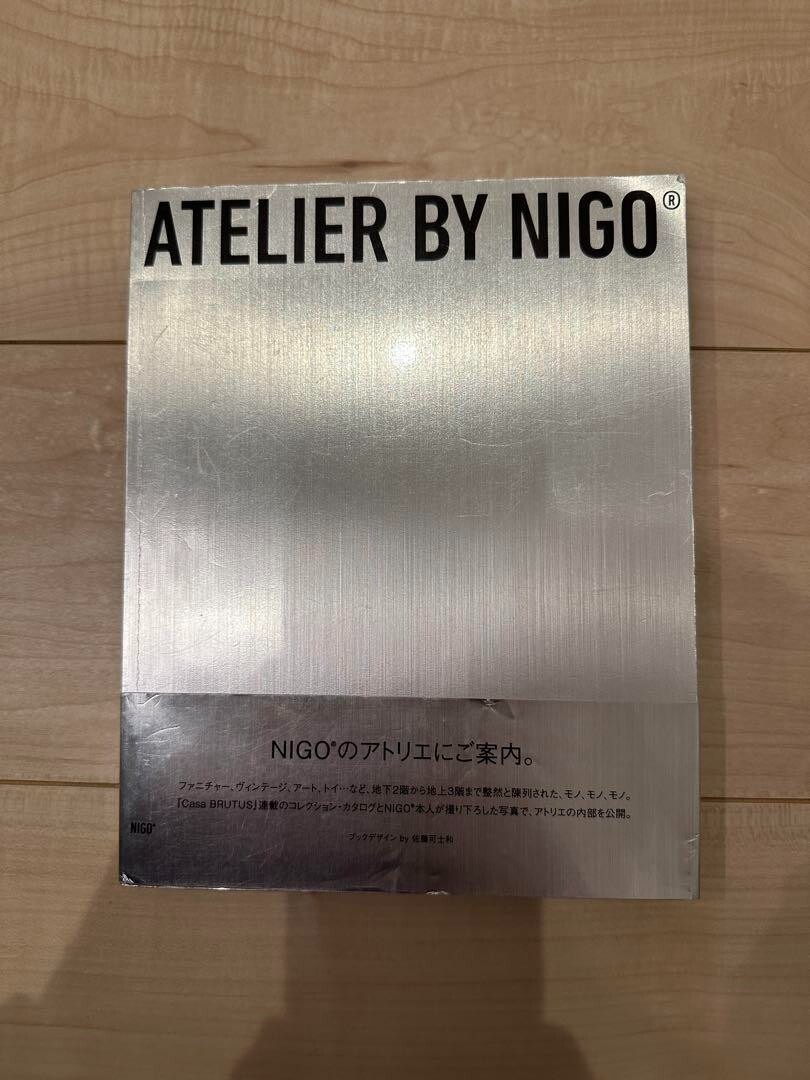 ATELIER BY NIGO®
NIGO®のアトリエにご案内。
ファニチャー、ヴィンテージ、アート、トイ…など、地下2階から地上3階まで整然と陳列された、モノ、モノ、モノ。
『Casa BRUTUS』連載のコレクション・カタログとNIGO®本人が撮り下ろした写真で、アトリエの内部を公開。
NIGO®
ブックデザイン by 佐藤可士和